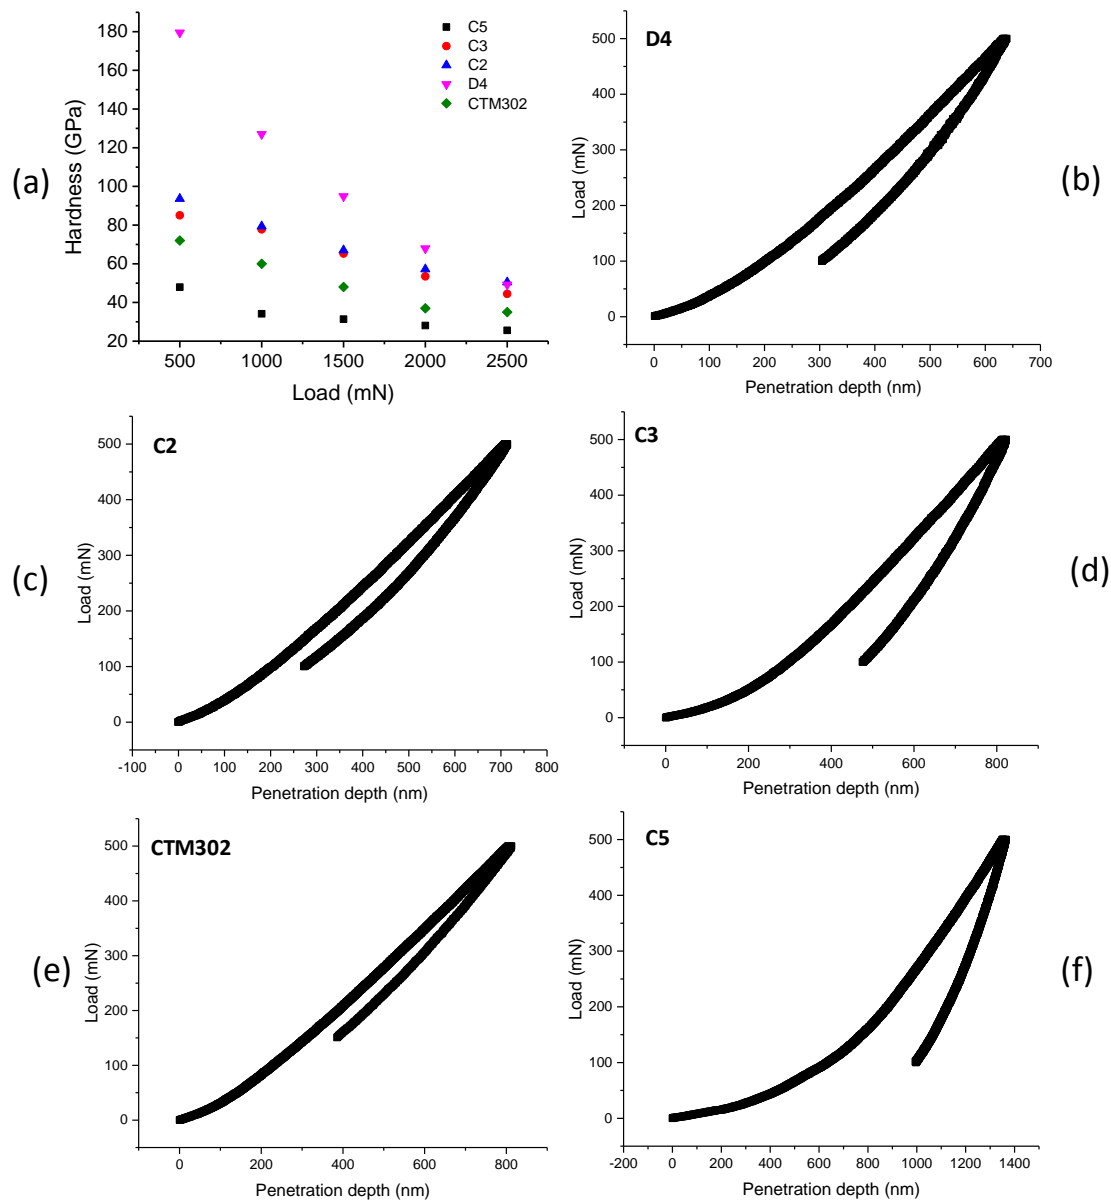 (a)
Hardness (GPa)
180
160
140
120
100
80
60
40
20
500 1000 1500 2000 2500
Load (mN)
C5
C3
C2
D4
CTM302
D4
(b)
Load (mN)
500
400
300
200
100
0
0 100 200 300 400 500 600 700
Penetration depth (nm)
C2
(c)
Load (mN)
500
400
300
200
100
0
-100 0 100 200 300 400 500 600 700 800
Penetration depth (nm)
C3
(d)
Load (mN)
500
400
300
200
100
0
0 200 400 600 800
Penetration depth (nm)
CTM302
(e)
Load (mN)
500
400
300
200
100
0
0 200 400 600 800
Penetration depth (nm)
C5
(f)
Load (mN)
500
400
300
200
100
0
-200 0 200 400 600 800 1000 1200 1400
Penetration depth (nm)